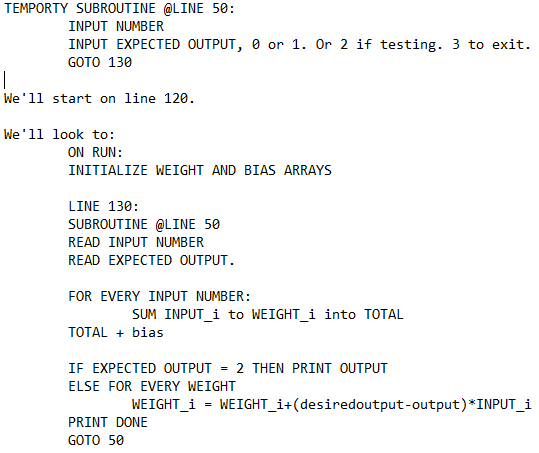 TEMPORTY SUBROUTINE @LINE 50:
INPUT NUMBER
INPUT EXPECTED OUTPUT, 0 or 1. Or 2 if testing. 3 to exit.
GOTO 130
We'll start on line 120.
We'll look to:
ON RUN:
INITIALIZE WEIGHT AND BIAS ARRAYS
LINE 130:
SUBROUTINE @LINE 50
READ INPUT NUMBER
READ EXPECTED OUTPUT.
FOR EVERY INPUT NUMBER:
SUM INPUT_i to WEIGHT_i into TOTAL
TOTAL + bias
IF EXPECTED OUTPUT = 2 THEN PRINT OUTPUT
ELSE FOR EVERY WEIGHT
WEIGHT_i = WEIGHT_i+(desiredoutput-output)*INPUT_i
PRINT DONE
GOTO 50